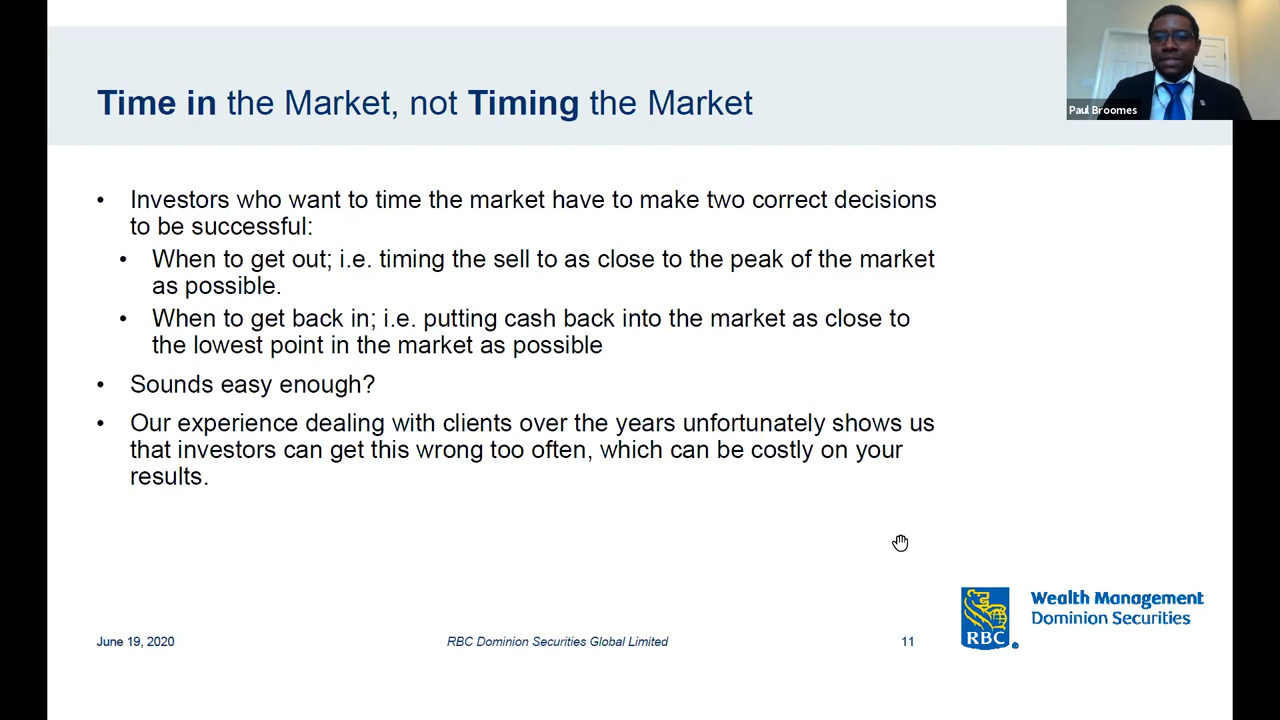 Time in the Market, not Timing the Market
Paul Broomes
• Investors who want to time the market have to make two correct decisions
to be successful:
• When to get out; i.e. timing the sell to as close to the peak of the market
as possible.
• When to get back in; i.e. putting cash back into the market as close to
the lowest point in the market as possible
• Sounds easy enough?
• Our experience dealing with clients over the years unfortunately shows us
that investors can get this wrong too often, which can be costly on your
results.
Wealth Management
Dominion Securities
RBC
®
June 19, 2020
RBC Dominion Securities Global Limited
11